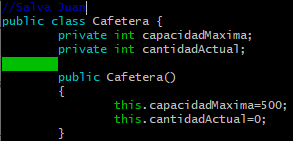 //Salva Juan
public class Cafetera {
private int capacidadMaxima;
private int cantidadActual;
public Cafetera()
{
this.capacidadMaxima=500;
this.cantidadActual=0;
}